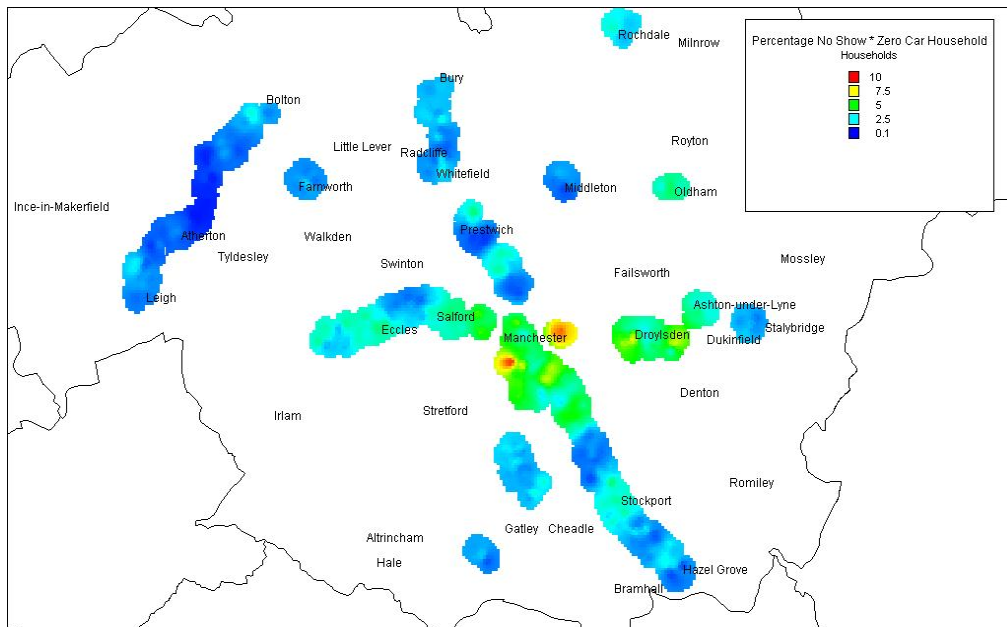 Rochdale
Milnrow
Percentage No Show * Zero Car Household
Households
10
7.5
5
2.5
0.1
Bury
Bolton
Little Lever
Radcliffe
Royton
Whitefield
Farnworth
Middleton
Oldham
Ince-in-Makerfield
Atherton
Walkden
Prestwich
Tyldesley
Swinton
Failsworth
Mossley
Leigh
Eccles
Salford
Manchester
Droylsden
Ashton-under-Lyne
Dukinfield
Stalybridge
Irlam
Stretford
Denton
Romiley
Stockport
Altrincham
Gatley
Cheadle
Hale
Hazel Grove
Bramhall